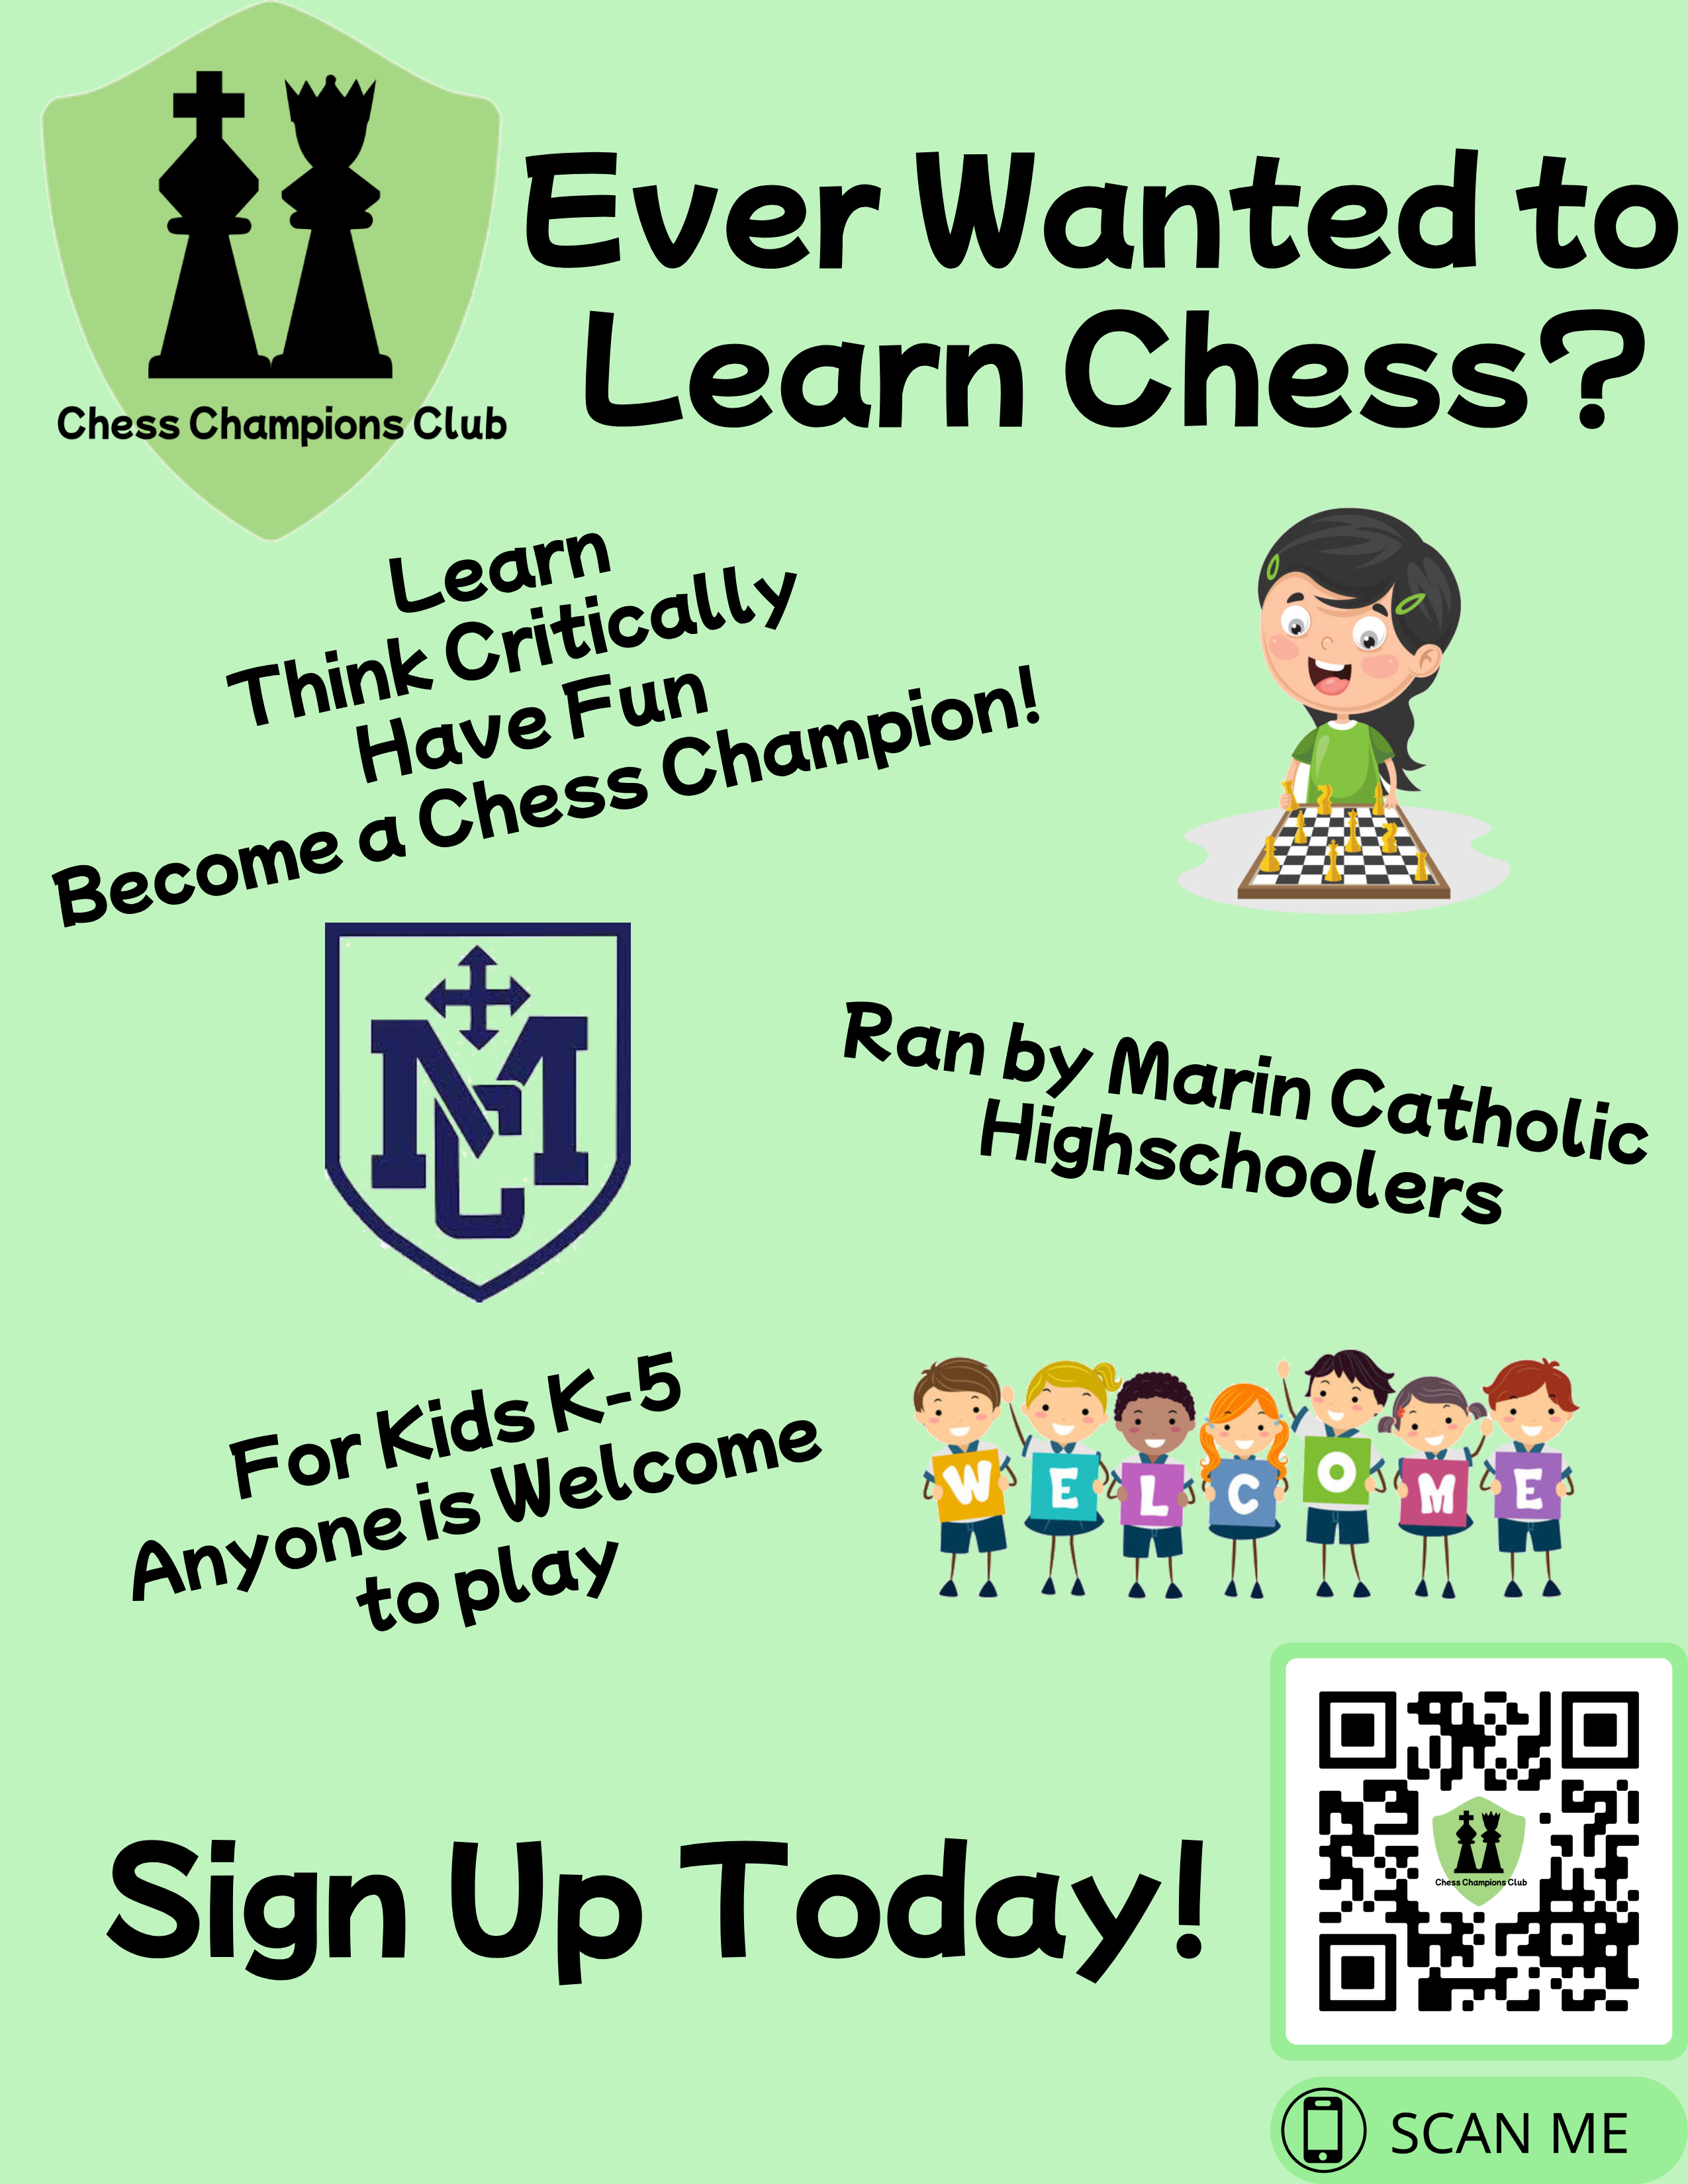 Chess Champions Club
Ever Wanted to
Learn Chess?
Learn
Think Critically
Have Fun
Become a Chess Champion!
MC
Ran by Marin Catholic
Highschoolers
For Kids K-5
Anyone is Welcome
to play
WELCOME
Sign Up Today!
Chess Champions Club
SCAN ME